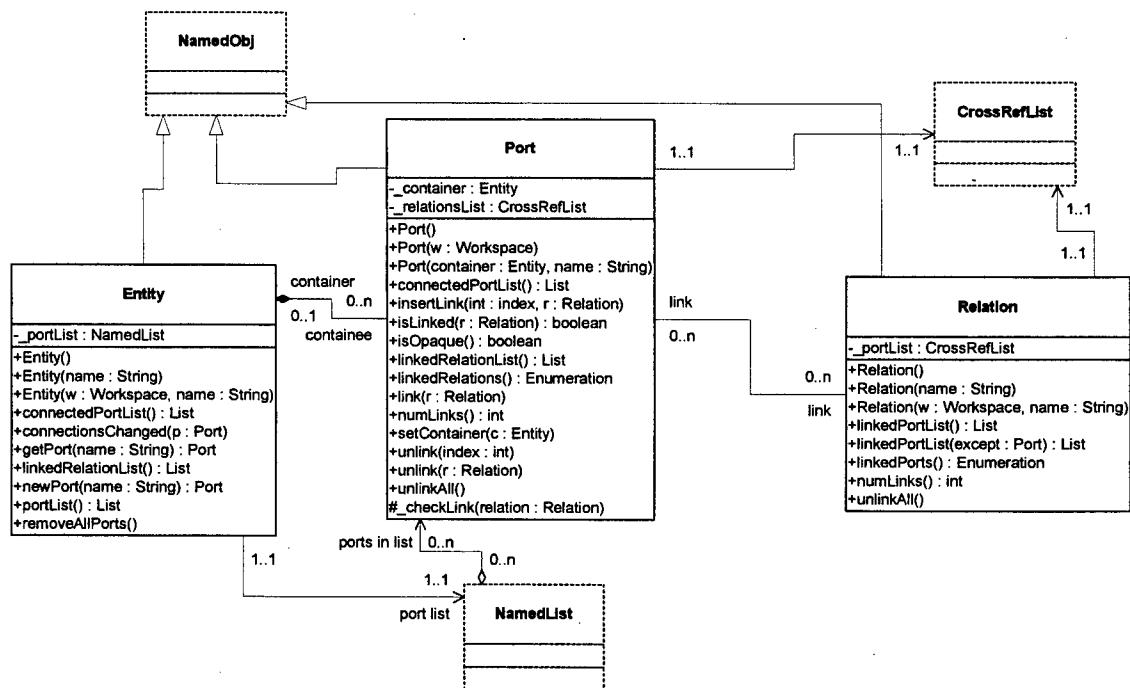 NamedObj
CrossRefList
Port
-_container : Entity
-_relationsList : CrossRefList
+Port()
+Port(w : Workspace)
+Port(container : Entity, name : String)
+connectedPortList() : List
+insertLink(int : index, r : Relation)
+isLinked(r : Relation) : boolean
+isOpaque() : boolean
+linkedRelationList() : List
+linkedRelations() : Enumeration
+link(r : Relation)
+numLinks() : int
+setContainer(c : Entity)
+unlink(index : int)
+unlink(r : Relation)
+unlinkAll()
#_checkLink(relation : Relation)
1..1
1..1
1..1
1..1
Entity
-_portList : NamedList
+Entity()
+Entity(name : String)
+Entity(w : Workspace, name : String)
+connectedPortList() : List
+connectionsChanged(p : Port)
+getPort(name : String) : Port
+linkedRelationList() : List
+newPort(name : String) : Port
+portList() : List
+removeAllPorts()
container
0..n
0..1
containee
link
0..n
0..n
link
Relation
-_portList : CrossRefList
+Relation()
+Relation(name : String)
+Relation(w : Workspace, name : String)
+linkedPortList() : List
+linkedPortList(except : Port) : List
+linkedPorts() : Enumeration
+numLinks() : int
+unlinkAll()
ports in list
0..n
0..n
1..1
1..1
port list
NamedList